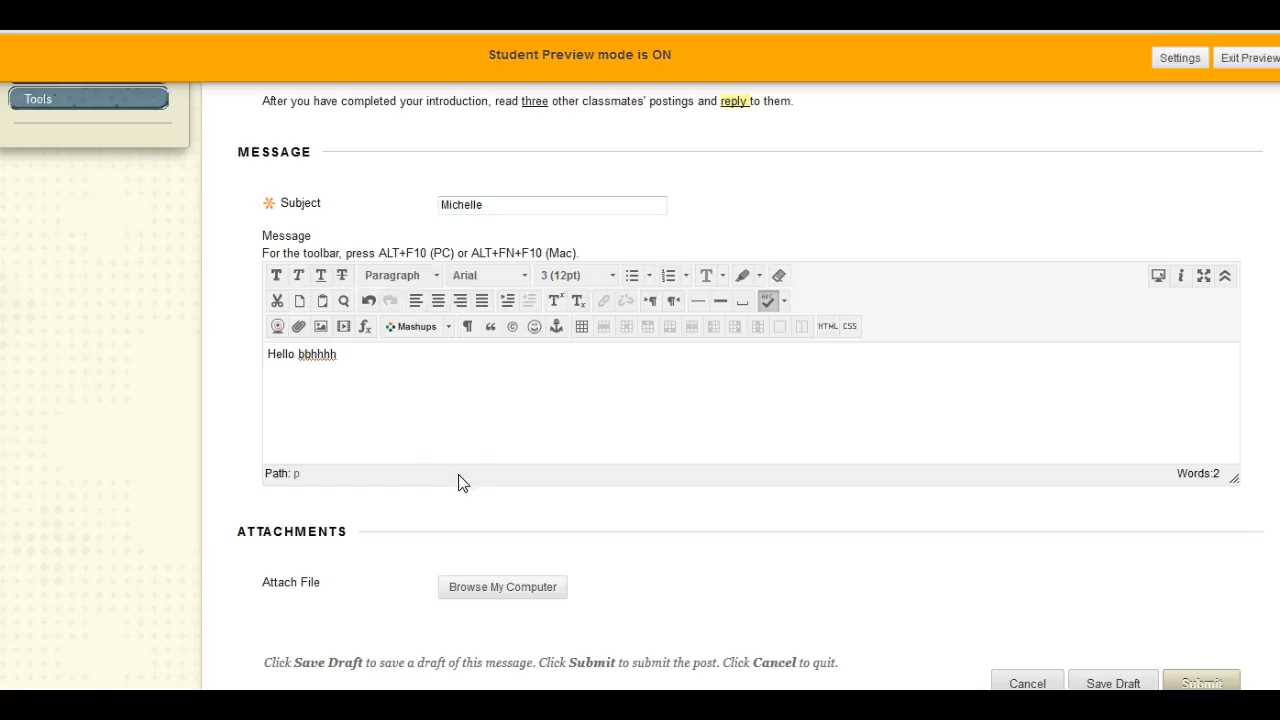 Student Preview mode is ON
Settings
Exit Preview
Tools
After you have completed your introduction, read three other classmates' postings and reply to them.
MESSAGE
Subject
Michelle
Message
For the toolbar, press ALT+F10 (PC) or ALT+FN+F10 (Mac).
T T T T Paragraph Arial 3 (12pt) T
Tx Tx ABC
fx Mashups HTML CSS
Hello bbhhhh
Path: p
Words:2
ATTACHMENTS
Attach File
Browse My Computer
Click Save Draft to save a draft of this message. Click Submit to submit the post. Click Cancel to quit.
Cancel
Save Draft
Submit